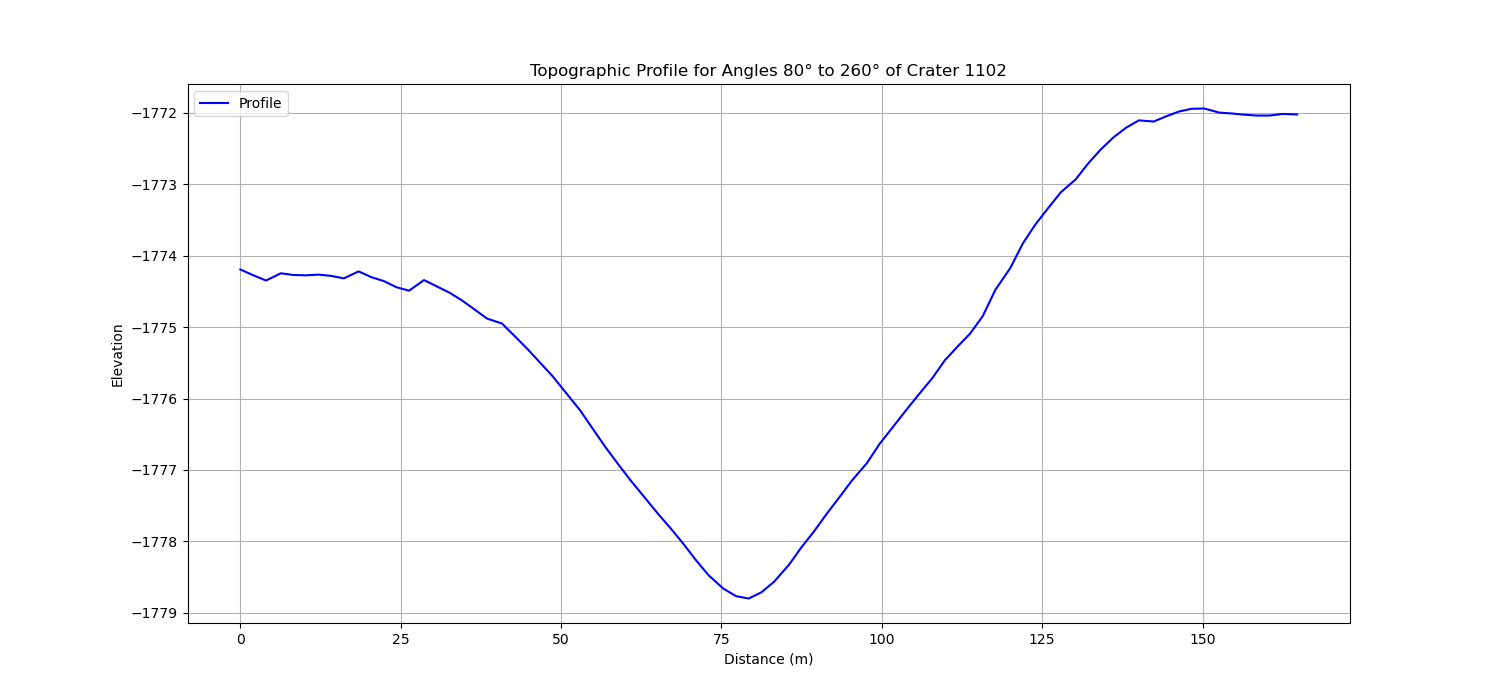 Topographic Profile for Angles 80° to 260° of Crater 1102
Profile
−1772
−1773
−1774
−1775
−1776
−1777
−1778
−1779
Elevation
0 25 50 75 100 125 150
Distance (m)